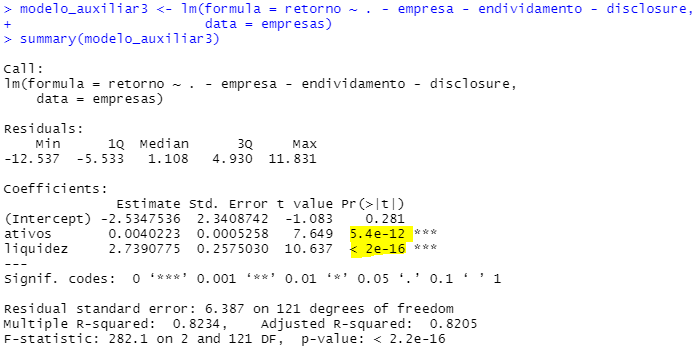 > modelo_auxiliar3 <- lm(formula = retorno ~ . - empresa - endividamento - disclosure,
+                        data = empresas)
> summary(modelo_auxiliar3)

Call:
lm(formula = retorno ~ . - empresa - endividamento - disclosure,
    data = empresas)

Residuals:
    Min      1Q  Median      3Q     Max
-12.537  -5.533   1.108   4.930  11.831

Coefficients:
              Estimate Std. Error t value Pr(>|t|)
(Intercept) -2.5347536  2.3408742  -1.083    0.281
ativos       0.0040223  0.0005258   7.649  5.4e-12 ***
liquidez     2.7390775  0.2575030  10.637  < 2e-16 ***
---
Signif. codes:  0 ‘***’ 0.001 ‘**’ 0.01 ‘*’ 0.05 ‘.’ 0.1 ‘ ’ 1

Residual standard error: 6.387 on 121 degrees of freedom
Multiple R-squared:  0.8234,    Adjusted R-squared:  0.8205
F-statistic: 282.1 on 2 and 121 DF,  p-value: < 2.2e-16